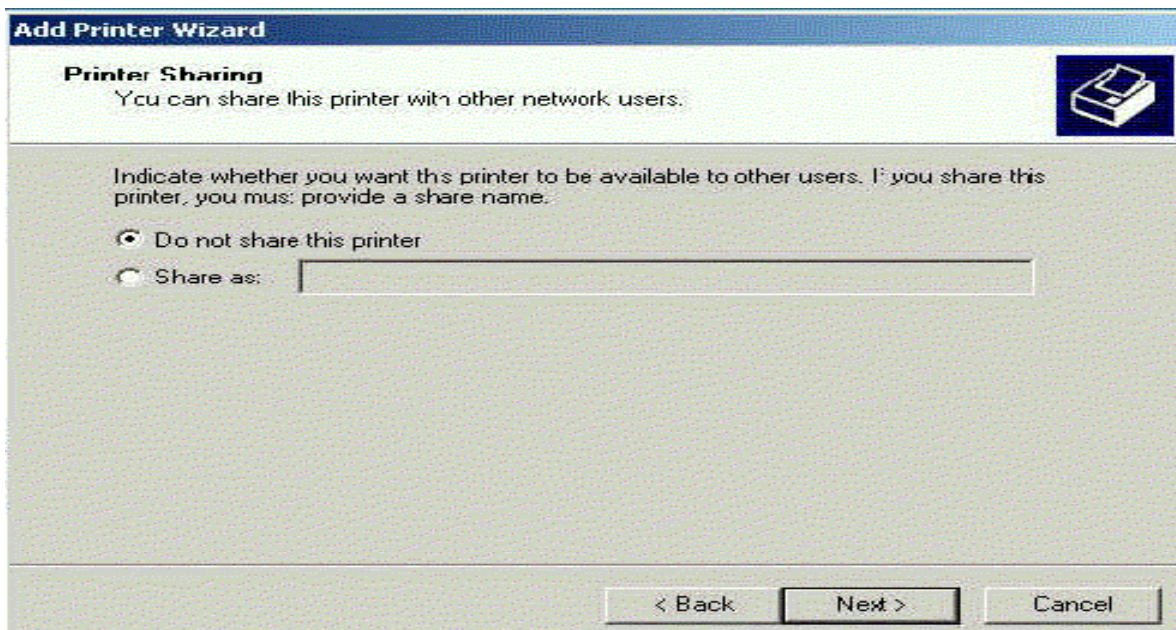 Add Printer Wizard
Printer Sharing
You can share this printer with other network users.
Indicate whether you want this printer to be available to other users. If you share this
printer, you must provide a share name.
Do not share this printer
Share as:
< Back
Next >
Cancel